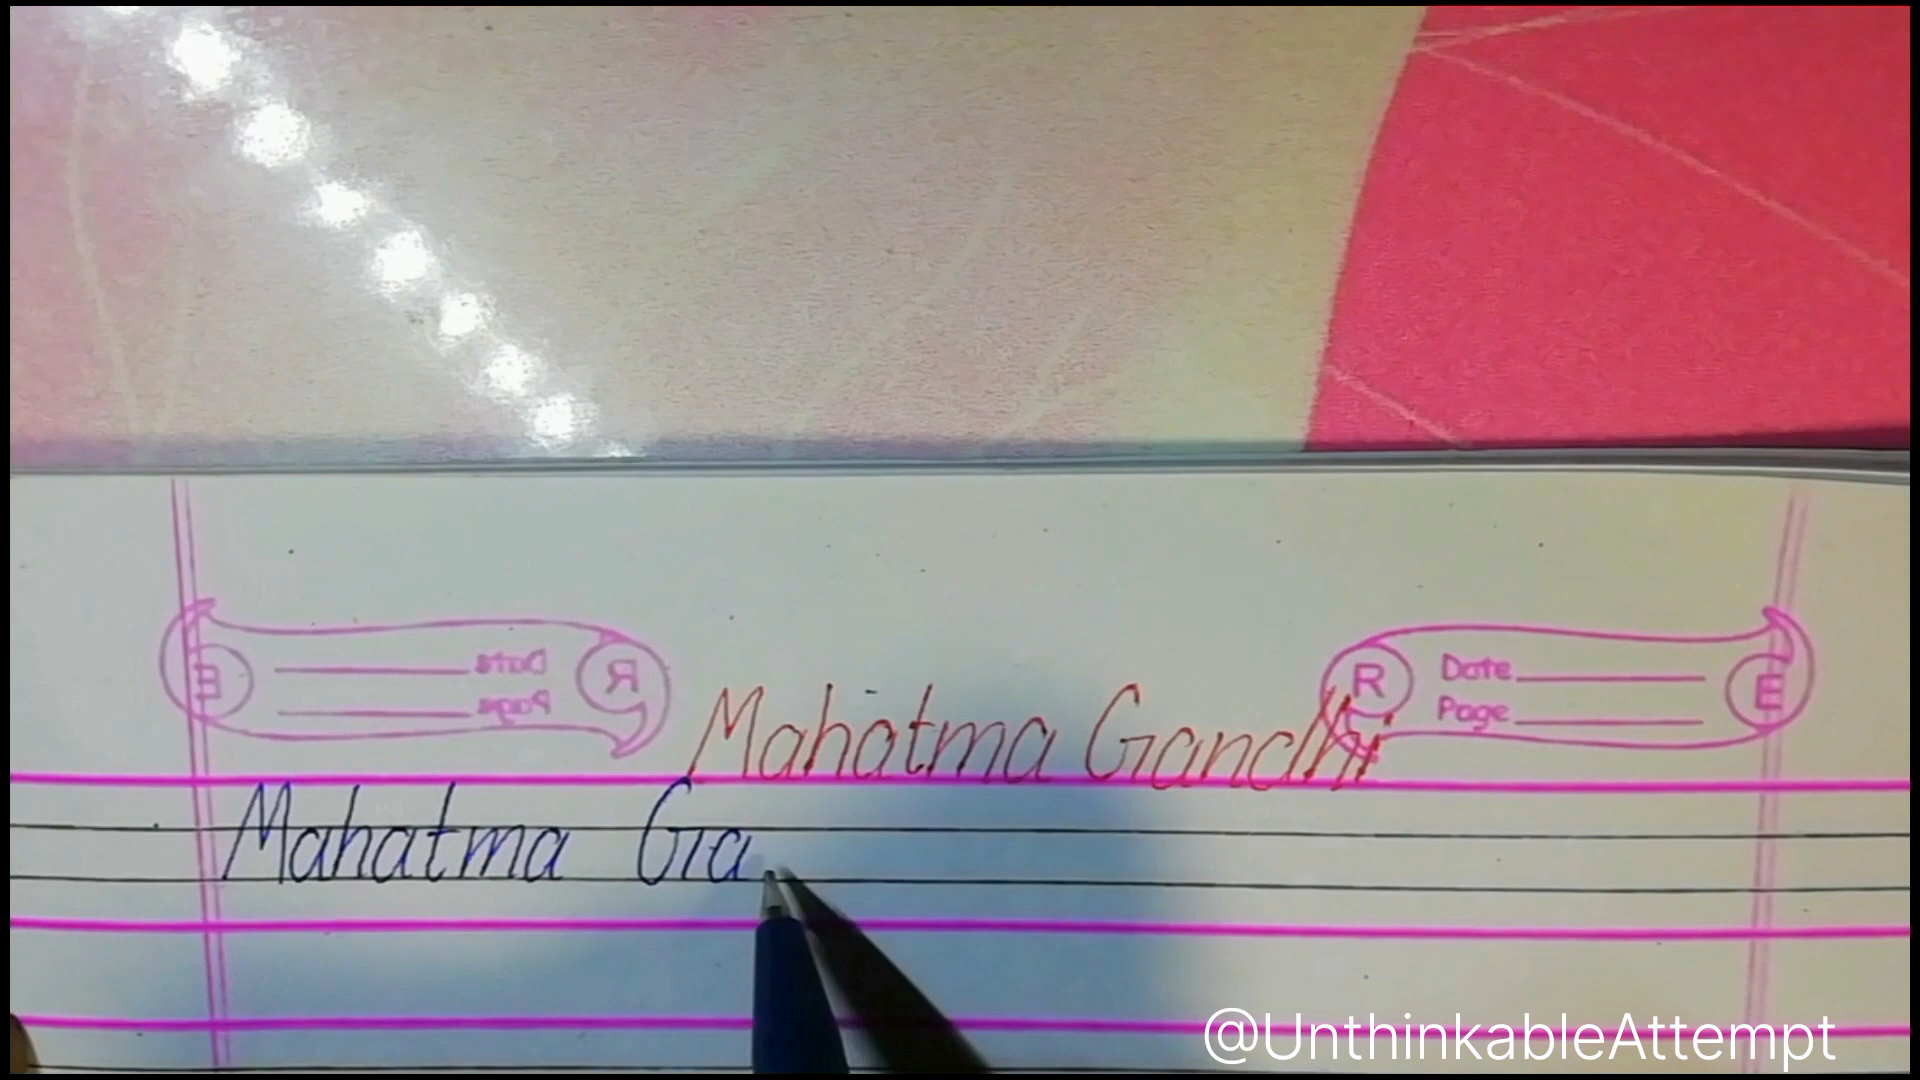 R Date
Page E
Mahatma Gandhi
Mahatma Ga
@UnthinkableAttempt